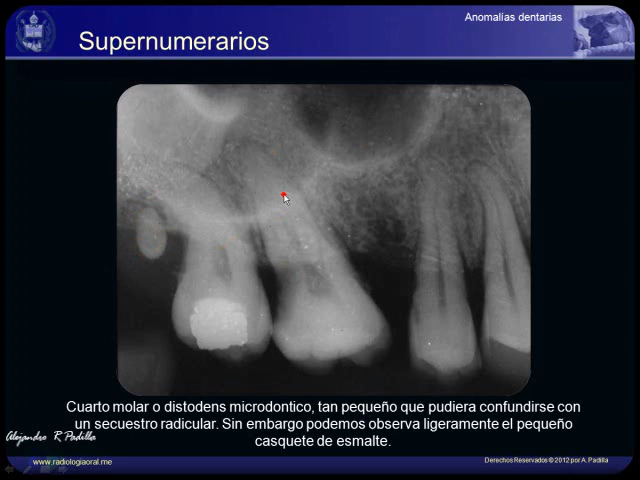 Anomalías dentarias
Supernumerarios
Cuarto molar o distodens microdontico, tan pequeño que pudiera confundirse con
un secuestro radicular. Sin embargo podemos observa ligeramente el pequeño
casquete de esmalte.
Alejandro R Padilla
www.radiologiaoral.me
Derechos Reservados © 2012 por A. Padilla